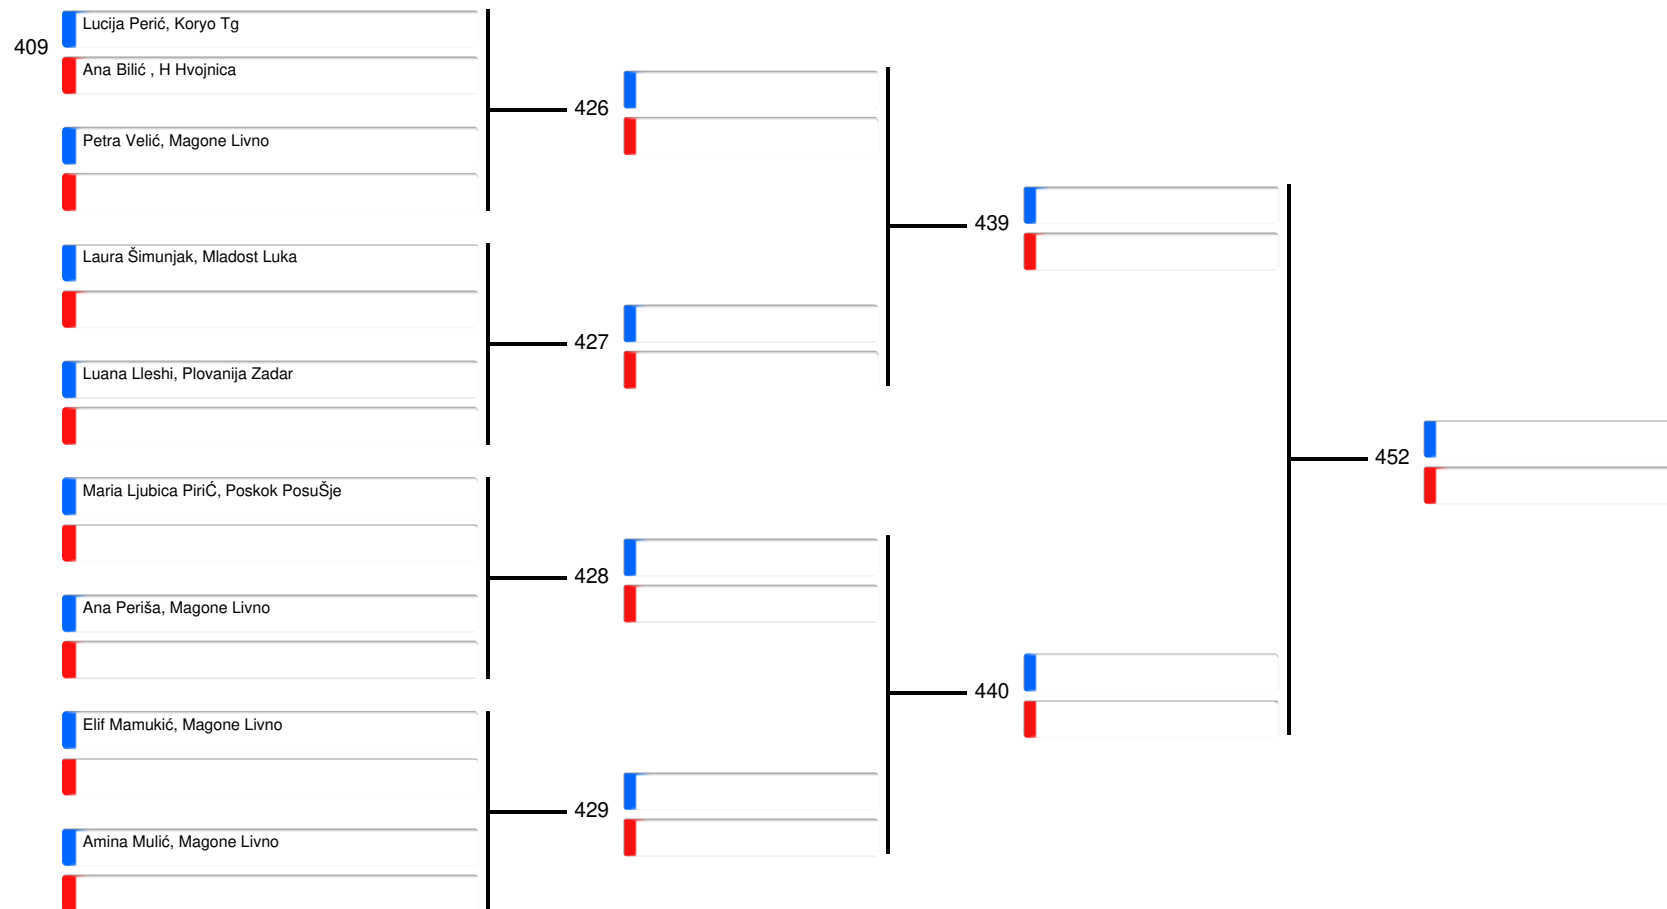 Lucija Perić, Koryo Tg
409
Ana Bilić , H Hvojnica
426
Petra Velić, Magone Livno
439
Laura Šimunjak, Mladost Luka
427
Luana Lleshi, Plovanija Zadar
452
Maria Ljubica PiriĆ, Poskok PosuŠje
428
Ana Periša, Magone Livno
440
Elif Mamukić, Magone Livno
429
Amina Mulić, Magone Livno